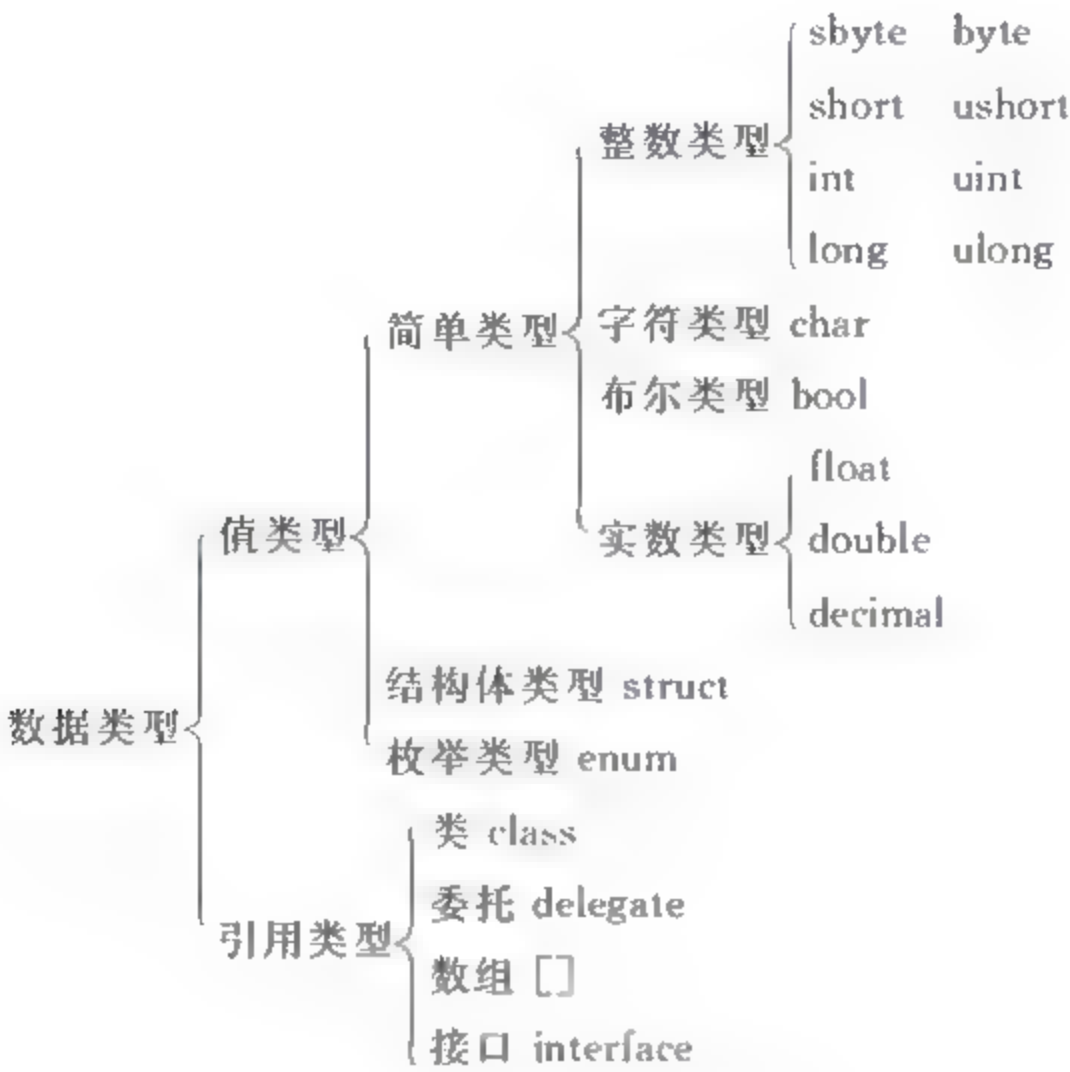 sbyte byte
short ushort
整数类型
int uint
long ulong
简单类型
字符类型 char
布尔类型 bool
float
值类型
实数类型
double
decimal
结构体类型 struct
数据类型
枚举类型 enum
类 class
委托 delegate
引用类型
数组 []
接口 interface